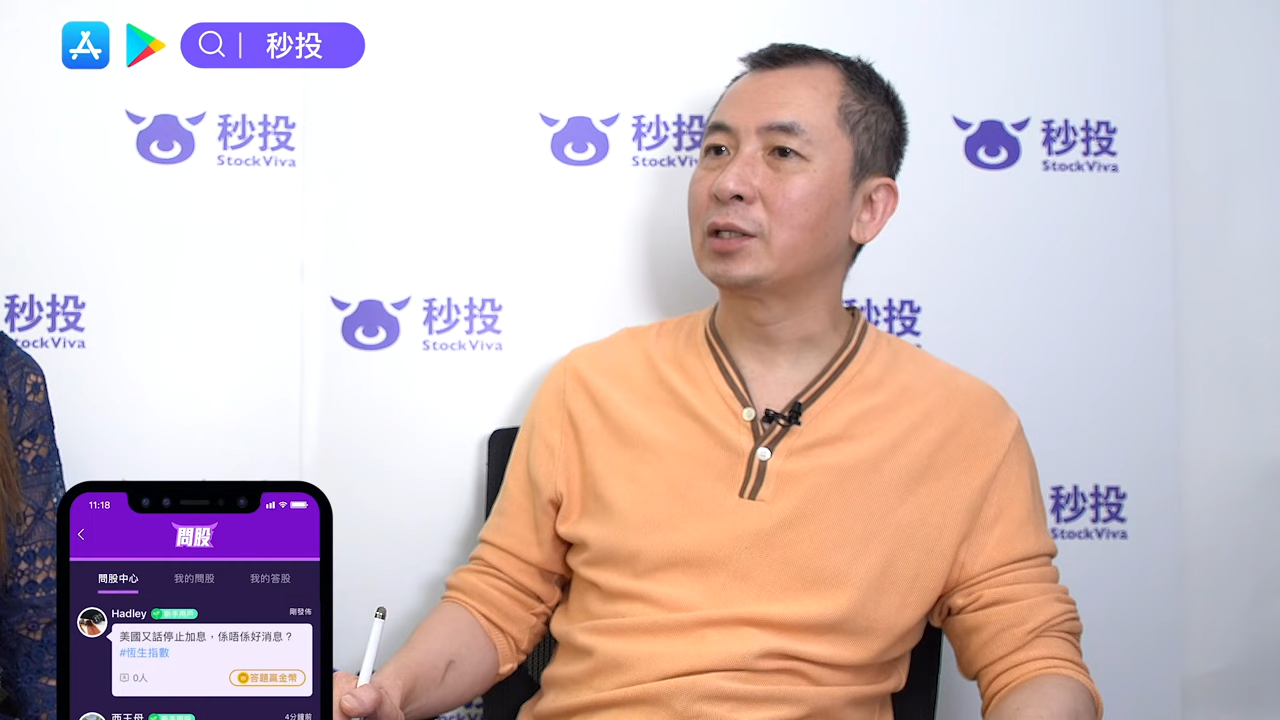 秒投
秒投
StockViva
秒投
StockViva
秒投
StockViva
秒投
StockViva
秒投
StockViva
秒投
秒投
StockViva
11:18
問股
問股中心
我的問股
我的答股
Hadley
剛發佈
美國又話停止加息，係唔係好消息？
#恆生指數
0人
答題贏金幣
西王母
4分鐘前